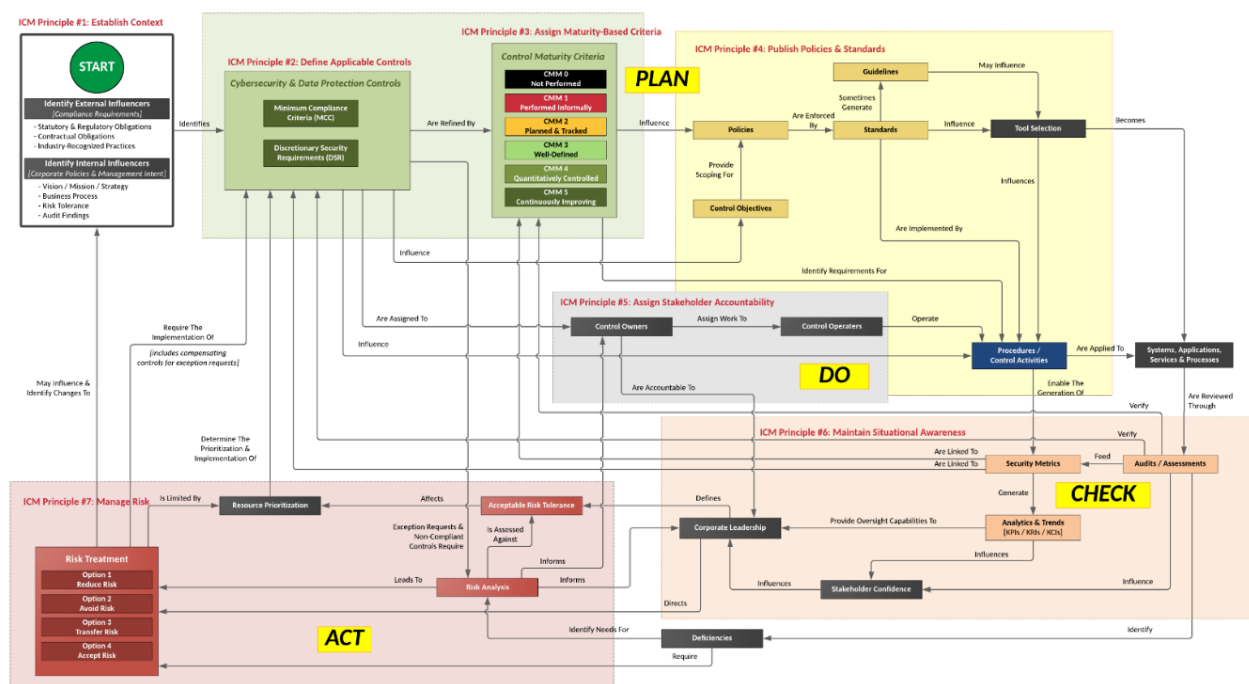 ICM Principle #1: Establish Context
START
Identify External Influencers
[Compliance Requirements]
- Statutory & Regulatory Obligations
- Contractual Obligations
- Industry-Recognized Practices
Identify Internal Influencers
[Corporate Policies & Management Intent]
- Vision / Mission / Strategy
- Business Process
- Risk Tolerance
- Audit Findings
Identifies
ICM Principle #2: Define Applicable Controls
Cybersecurity & Data Protection Controls
Minimum Compliance
Criteria (MCC)
Discretionary Security
Requirements (DSR)
Are Refined By
ICM Principle #3: Assign Maturity-Based Criteria
Control Maturity Criteria
CMM 0
Not Performed
CMM 1
Performed Informally
CMM 2
Planned & Tracked
CMM 3
Well-Defined
CMM 4
Quantitatively Controlled
CMM 5
Continuously Improving
PLAN
Influence
ICM Principle #4: Publish Policies & Standards
Guidelines
May Influence
Sometimes
Generate
Policies
Are Enforced
By
Standards
Influence
Tool Selection
Becomes
Provide
Scoping For
Influences
Control Objectives
Are Implemented By
Influence
Identify Requirements For
ICM Principle #5: Assign Stakeholder Accountability
Are Assigned To
Control Owners
Assign Work To
Control Operaters
Operate
Influence
Procedures /
Control Activities
Are Applied To
Systems, Applications,
Services & Processes
DO
Are Accountable To
Enable The
Generation Of
Are Reviewed
Through
Require The
Implementation Of
[includes compensating
controls for exception requests]
May Influence &
Identify Changes To
Determine The
Prioritization &
Implementation Of
Verify
Verify
ICM Principle #6: Maintain Situational Awareness
Are Linked To
Are Linked To
Security Metrics
Feed
Audits / Assessments
CHECK
Generate
Analytics & Trends
[KPIs / KRIs / KCIs]
Provide Oversight Capabilities To
Corporate Leadership
Defines
Influences
Influences
Stakeholder Confidence
Influence
ICM Principle #7: Manage Risk
Is Limited By
Resource Prioritization
Affects
Acceptable Risk Tolerance
Exception Requests &
Non-Compliant
Controls Require
Is Assessed
Against
Informs
Informs
Risk Treatment
Option 1
Reduce Risk
Option 2
Avoid Risk
Option 3
Transfer Risk
Option 4
Accept Risk
Leads To
Risk Analysis
Directs
ACT
Identify Needs For
Deficiencies
Identify
Require